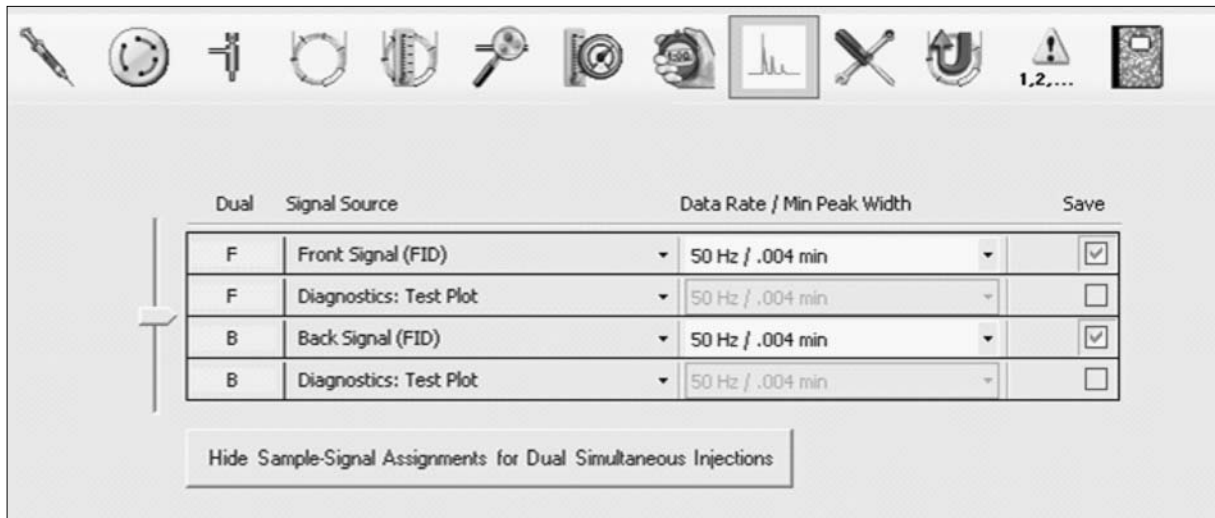 1,2,...
Dual Signal Source Data Rate / Min Peak Width Save
F Front Signal (FID) 50 Hz / .004 min
F Diagnostics: Test Plot 50 Hz / .004 min
B Back Signal (FID) 50 Hz / .004 min
B Diagnostics: Test Plot 50 Hz / .004 min
Hide Sample-Signal Assignments for Dual Simultaneous Injections